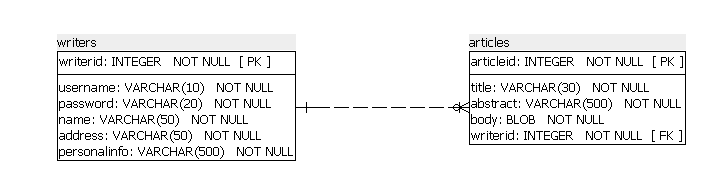 writers
writerid: INTEGER NOT NULL [ PK ]
username: VARCHAR(10) NOT NULL
password: VARCHAR(20) NOT NULL
name: VARCHAR(50) NOT NULL
address: VARCHAR(50) NOT NULL
personalinfo: VARCHAR(500) NOT NULL
articles
articleid: INTEGER NOT NULL [ PK ]
title: VARCHAR(30) NOT NULL
abstract: VARCHAR(500) NOT NULL
body: BLOB NOT NULL
writerid: INTEGER NOT NULL [ FK ]